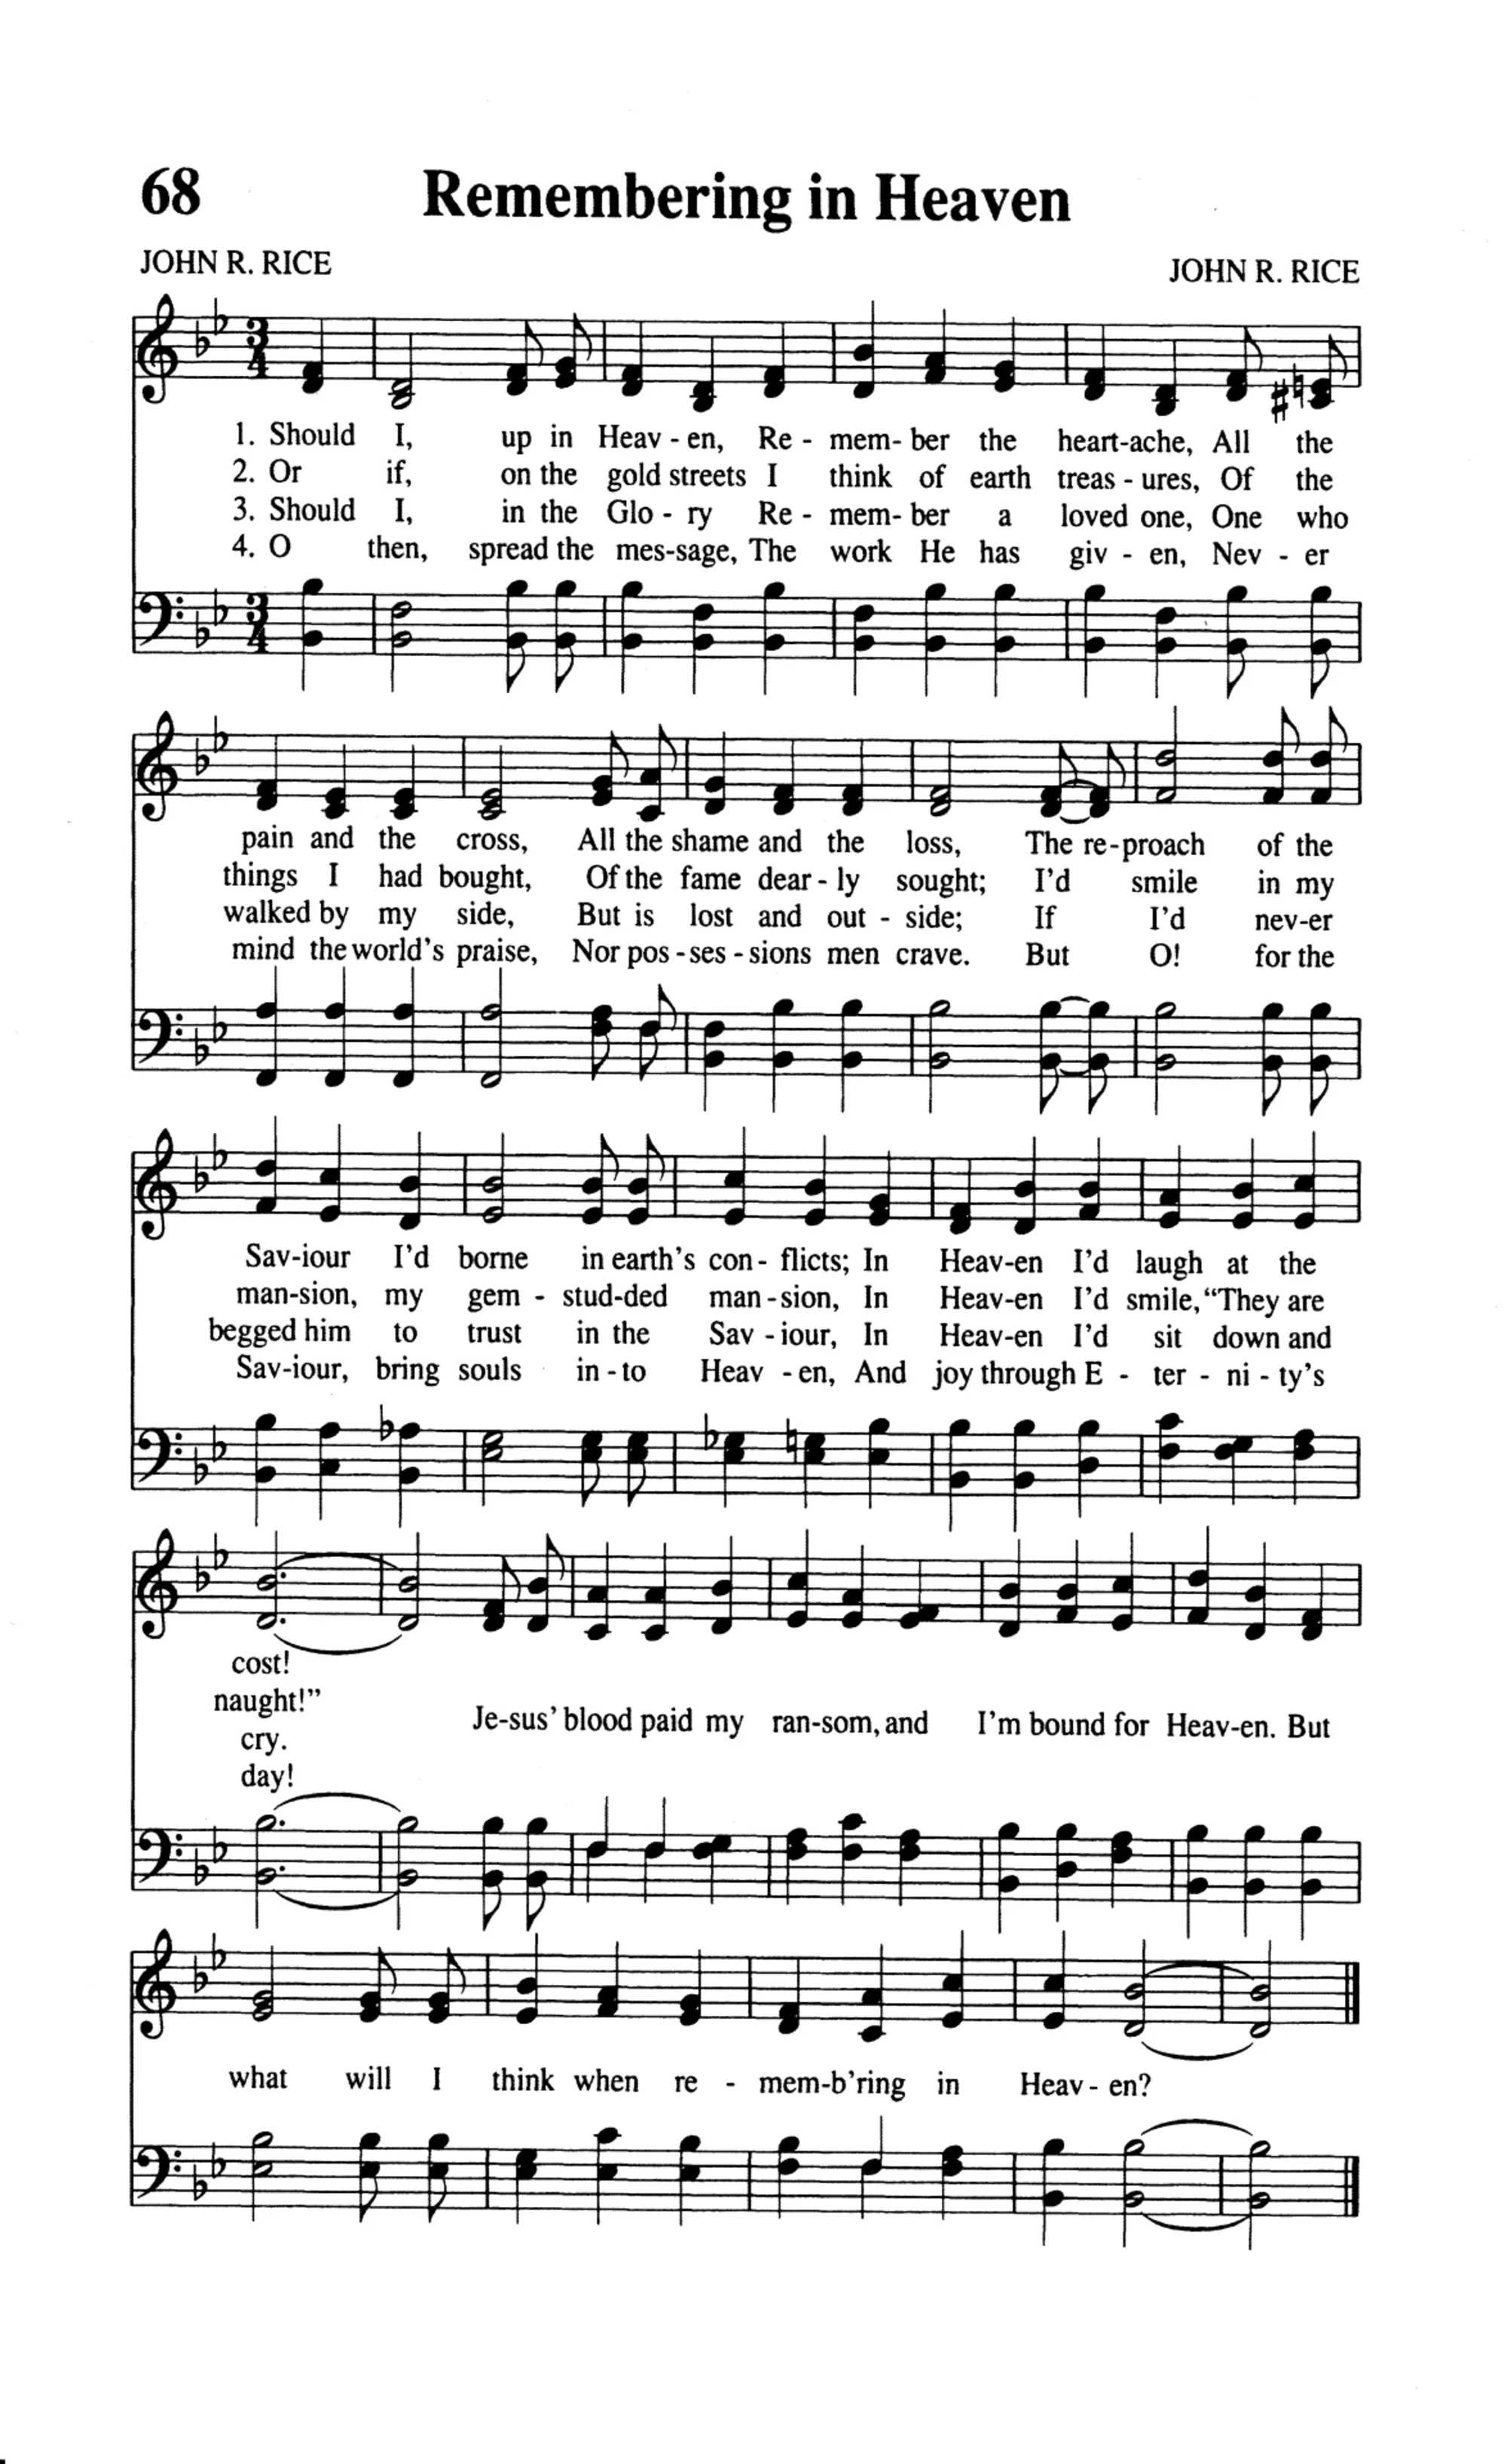 68 Remembering in Heaven
JOHN R. RICE JOHN R. RICE
3
4
1. Should I, up in Heav - en, Re - mem- ber the heart-ache, All the
2. Or if, on the gold streets I think of earth treas - ures, Of the
3. Should I, in the Glo - ry Re - mem- ber a loved one, One who
4. O then, spread the mes-sage, The work He has giv - en, Nev - er
3
4
pain and the cross, All the shame and the loss, The re-proach of the
things I had bought, Of the fame dear - ly sought; I'd smile in my
walked by my side, But is lost and out - side; If I'd nev-er
mind the world's praise, Nor pos - ses - sions men crave. But O! for the
Sav-iour I'd borne in earth's con - flicts; In Heav-en I'd laugh at the
man-sion, my gem - stud-ded man - sion, In Heav-en I'd smile, “They are
begged him to trust in the Sav - iour, In Heav-en I'd sit down and
Sav-iour, bring souls in - to Heav - en, And joy through E - ter - ni - ty's
cost!
naught!”
cry.
day!
Je-sus' blood paid my ran-som, and I'm bound for Heav-en. But
what will I think when re - mem-b'ring in Heav - en?